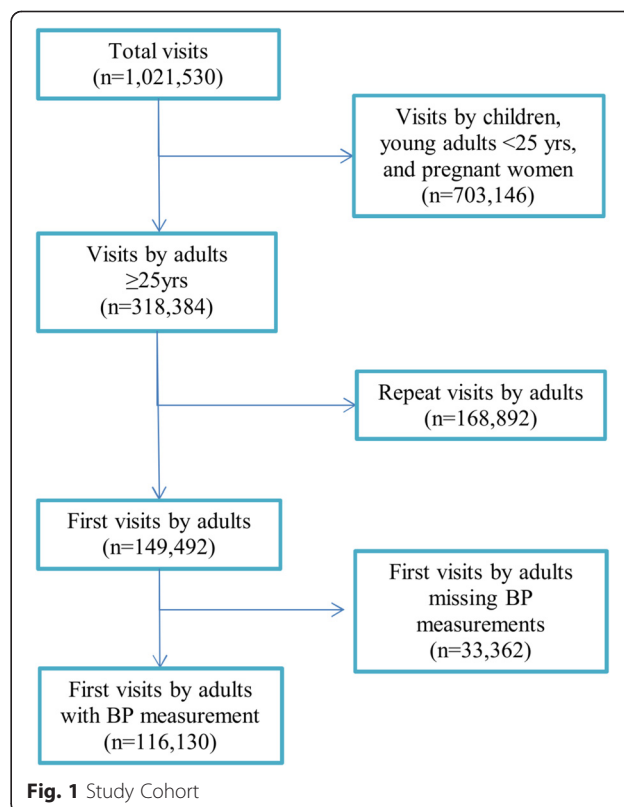 Total visits
(n=1,021,530)
Visits by children,
young adults <25 yrs,
and pregnant women
(n=703,146)
Visits by adults
≥25yrs
(n=318,384)
Repeat visits by adults
(n=168,892)
First visits by adults
(n=149,492)
First visits by adults
missing BP
measurements
(n=33,362)
First visits by adults
with BP measurement
(n=116,130)
Fig. 1 Study Cohort